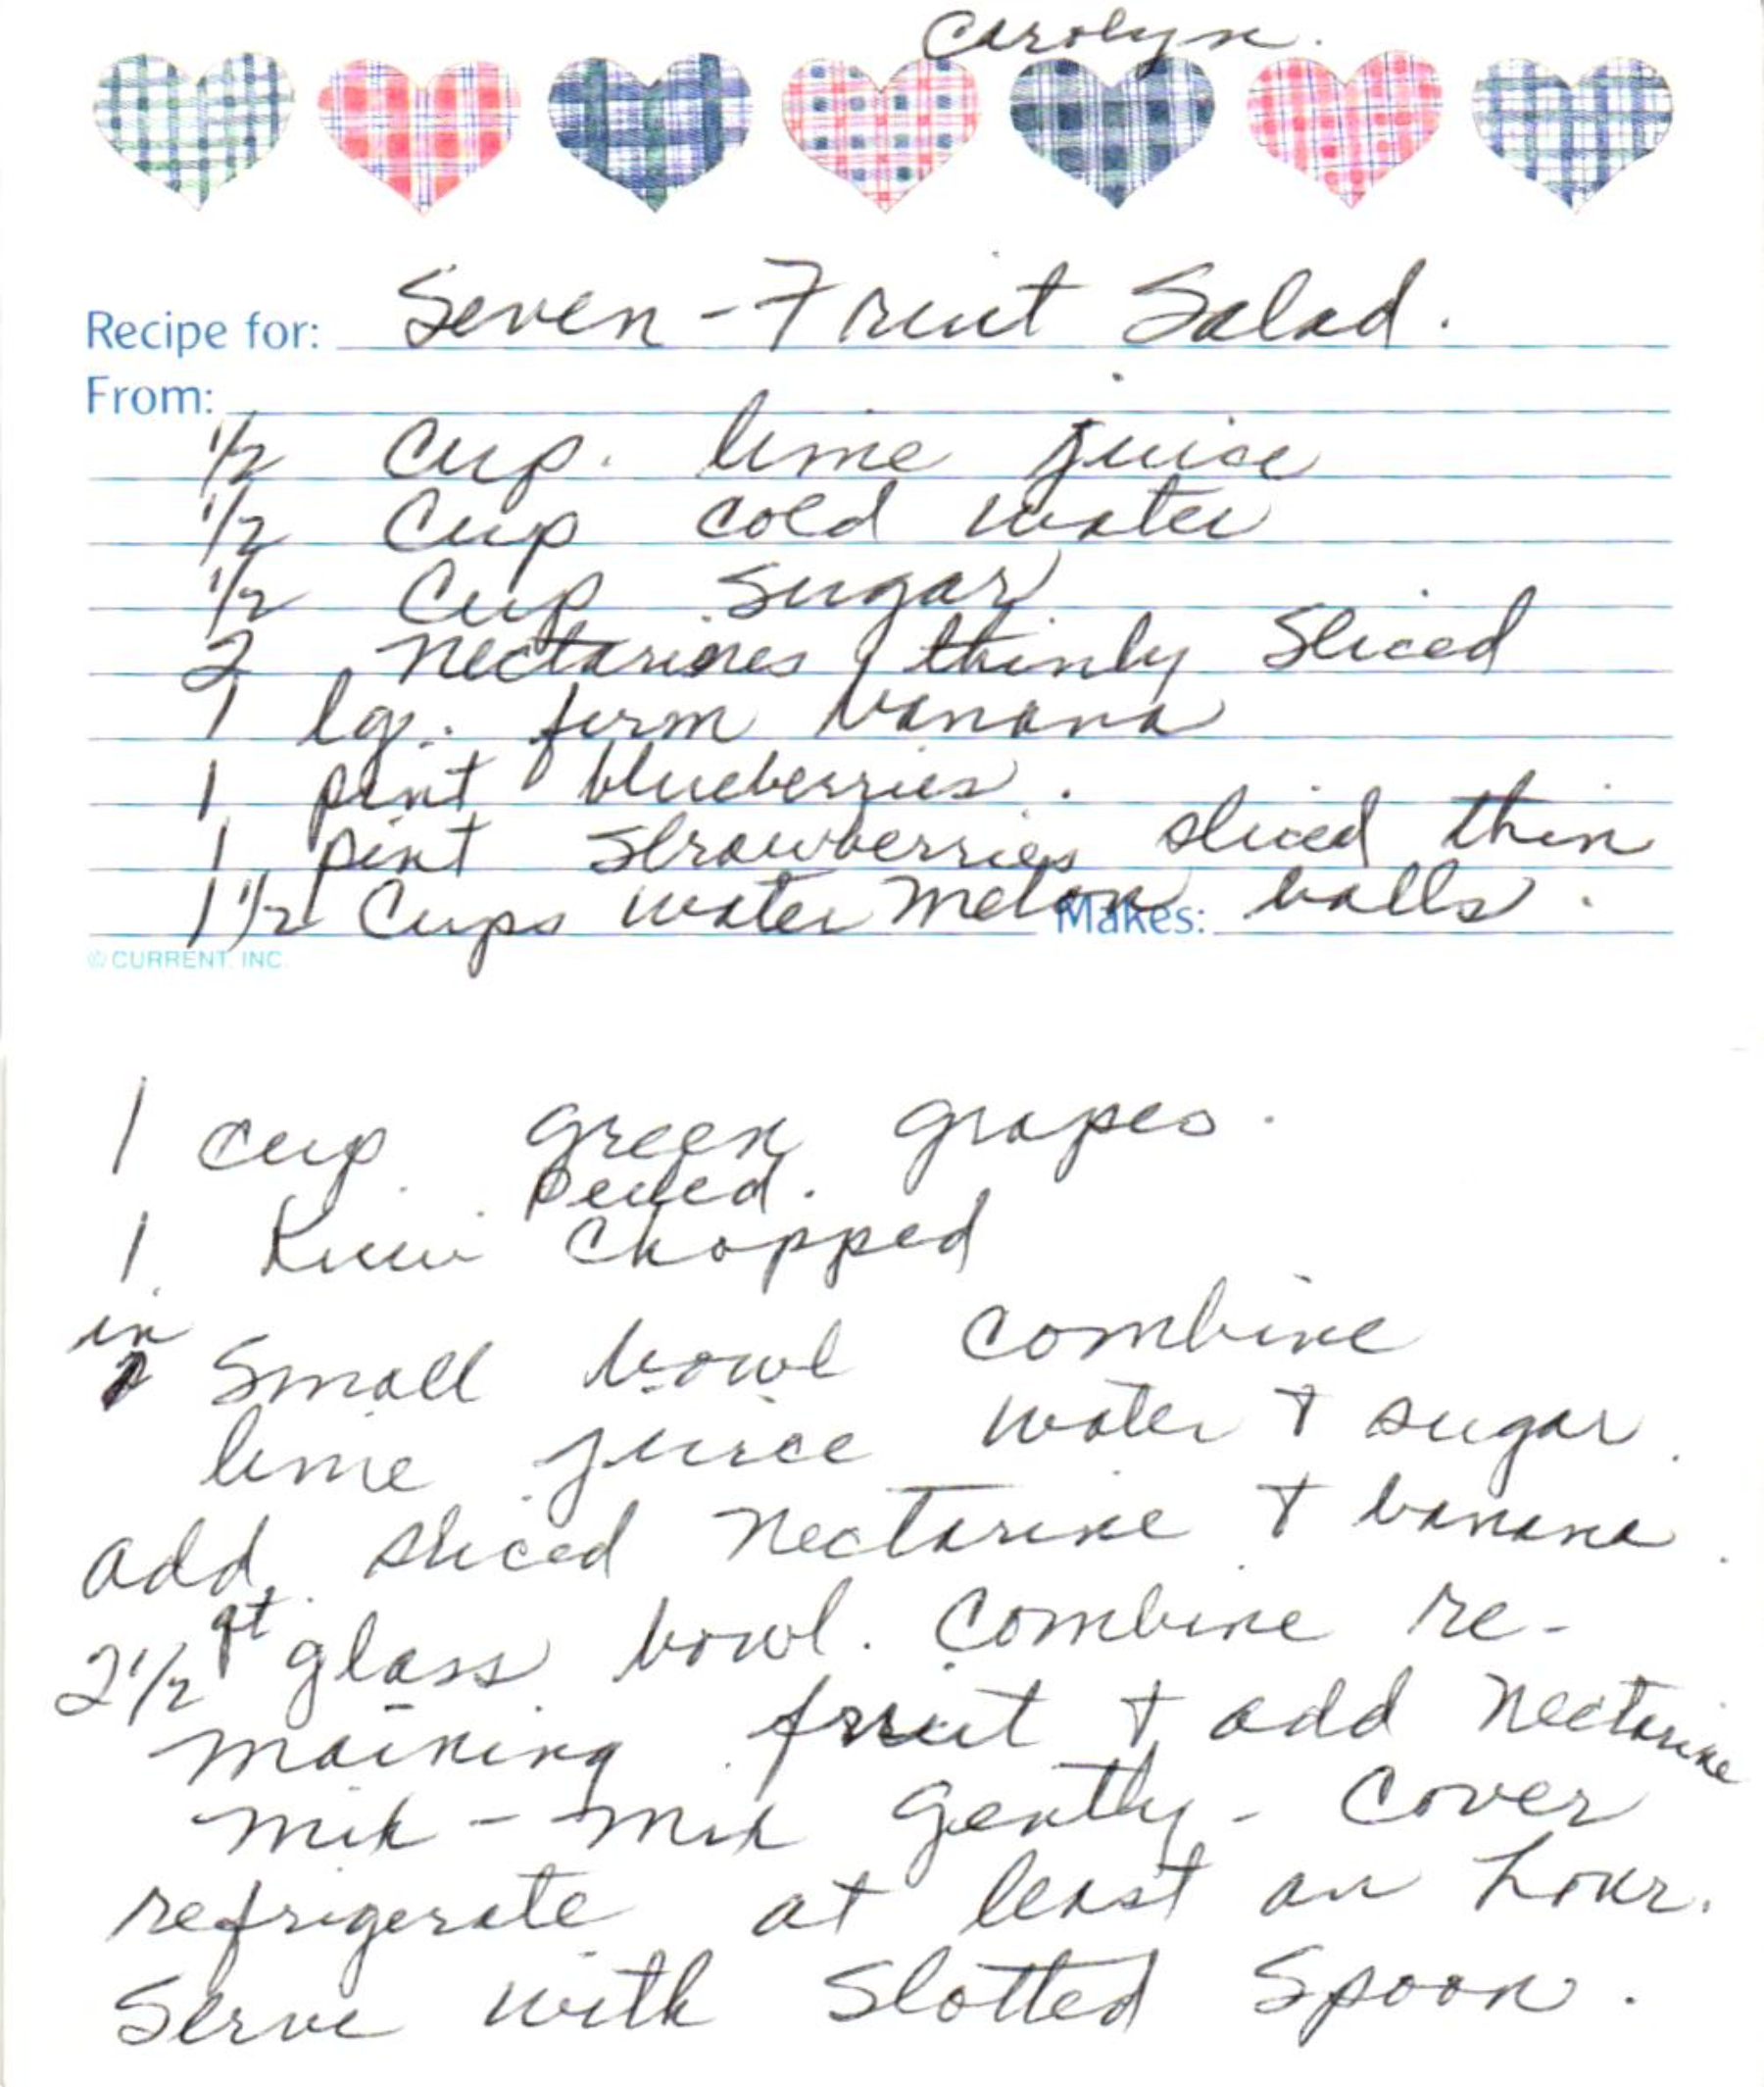 Carolyn.
Recipe for: Seven-Fruit Salad.
From:
1/2 Cup. lime juice
1/2 Cup cold water
1/2 Cup sugar
2 Nectarines, thinly Sliced
1 lg. firm banana
1 pint blueberries.
1 pint strawberries sliced thin
1 1/2 Cups water melon balls.
Makes:
© CURRENT, INC.
1 cup green grapes.
peeled.
1 Kiwi Chopped
in
Small bowl combine
lime juice water + sugar.
add sliced Nectarine + banana.
2 1/2 qt glass bowl. Combine re-
maining fruit + add Nectarine
mix - mix gently - Cover
refrigerate at least an hour.
Serve with Slotted Spoon.